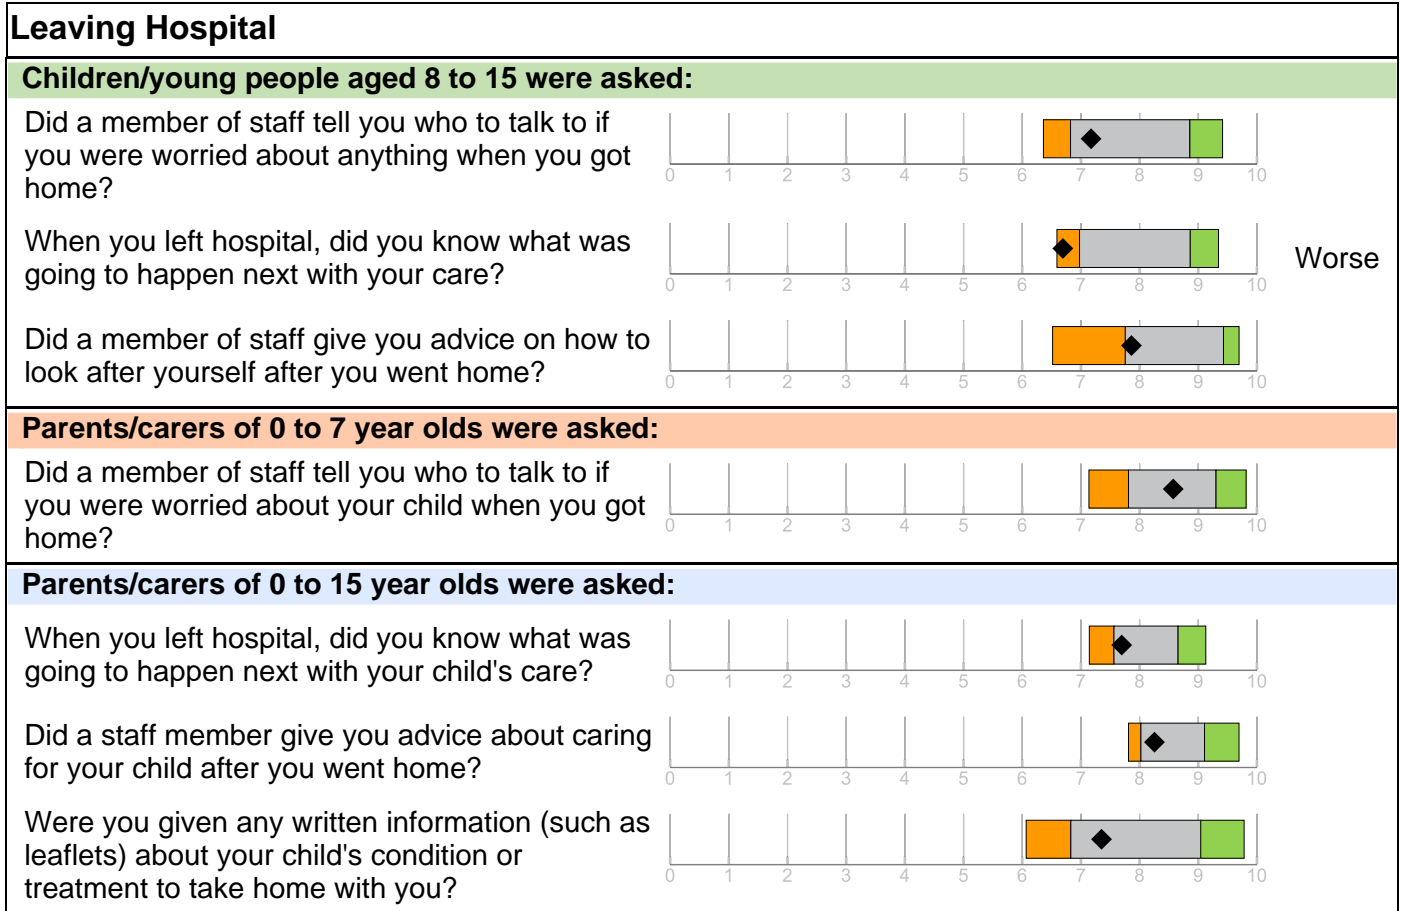 Leaving Hospital
Children/young people aged 8 to 15 were asked:
Did a member of staff tell you who to talk to if
you were worried about anything when you got
home?
0 1 2 3 4 5 6 7 8 9 10
When you left hospital, did you know what was
going to happen next with your care?
0 1 2 3 4 5 6 7 8 9 10
Worse
Did a member of staff give you advice on how to
look after yourself after you went home?
0 1 2 3 4 5 6 7 8 9 10
Parents/carers of 0 to 7 year olds were asked:
Did a member of staff tell you who to talk to if
you were worried about your child when you got
home?
0 1 2 3 4 5 6 7 8 9 10
Parents/carers of 0 to 15 year olds were asked:
When you left hospital, did you know what was
going to happen next with your child's care?
0 1 2 3 4 5 6 7 8 9 10
Did a staff member give you advice about caring
for your child after you went home?
0 1 2 3 4 5 6 7 8 9 10
Were you given any written information (such as
leaflets) about your child's condition or
treatment to take home with you?
0 1 2 3 4 5 6 7 8 9 10